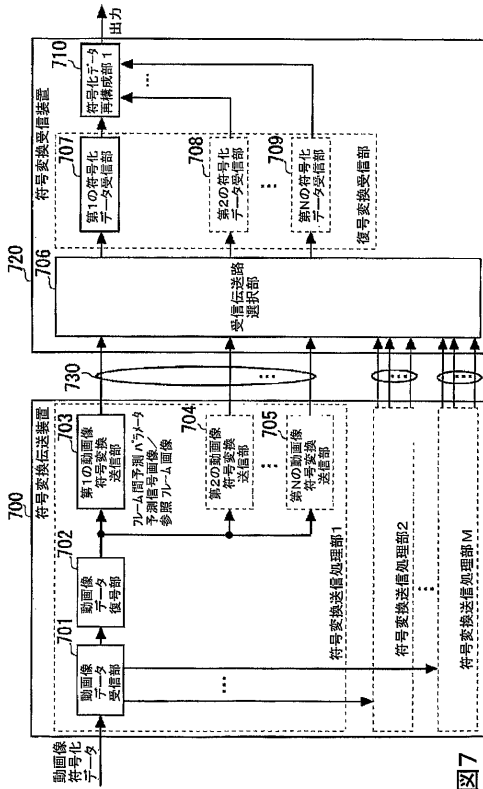 700
符号変換伝送装置
動画像
符号化
データ
701
動画像
データ
受信部
702
動画像
データ
復号部
703
第1の動画像
符号変換
送信部
フレーム間予測パラメータ
予測信号画像/
参照フレーム画像
704
第2の動画像
符号変換
送信部
705
第Nの動画像
符号変換
送信部
符号変換送信処理部1
符号変換送信処理部2
符号変換送信処理部M
730
720
符号変換受信装置
706
受信伝送路
選択部
707
第1の符号化
データ受信部
708
第2の符号化
データ受信部
709
第Nの符号化
データ受信部
復号変換受信部
710
符号化データ
再構成部1
出力
図7